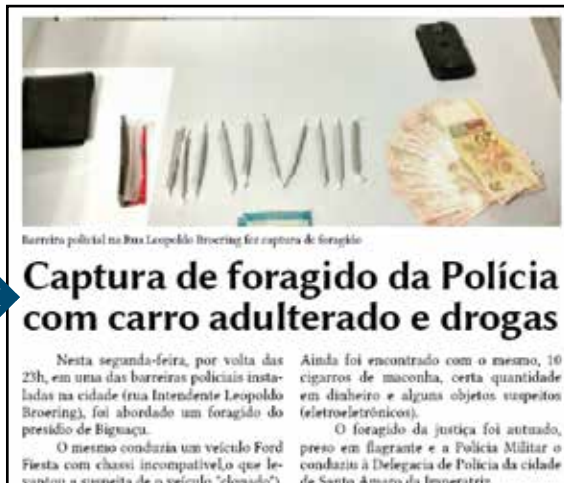 Barreira policial na Rua Leopoldo Broering fez captura de foragido
Captura de foragido da Polícia
com carro adulterado e drogas
Nesta segunda-feira, por volta das
23h, em uma das barreiras policiais insta-
ladas na cidade (rua Intendente Leopoldo
Broering), foi abordado um foragido do
presídio de Biguaçu.
O mesmo conduzia um veículo Ford
Fiesta com chassi incompatível,o que le-
vantou a suspeita de o veículo "clonado").
Ainda foi encontrado com o mesmo, 10
cigarros de maconha, certa quantidade
em dinheiro e alguns objetos suspeitos
(eletroeletrônicos).
O foragido da justiça foi autuado,
preso em flagrante e a Polícia Militar o
conduziu à Delegacia de Polícia da cidade
de Santo Amaro da Imperatriz.